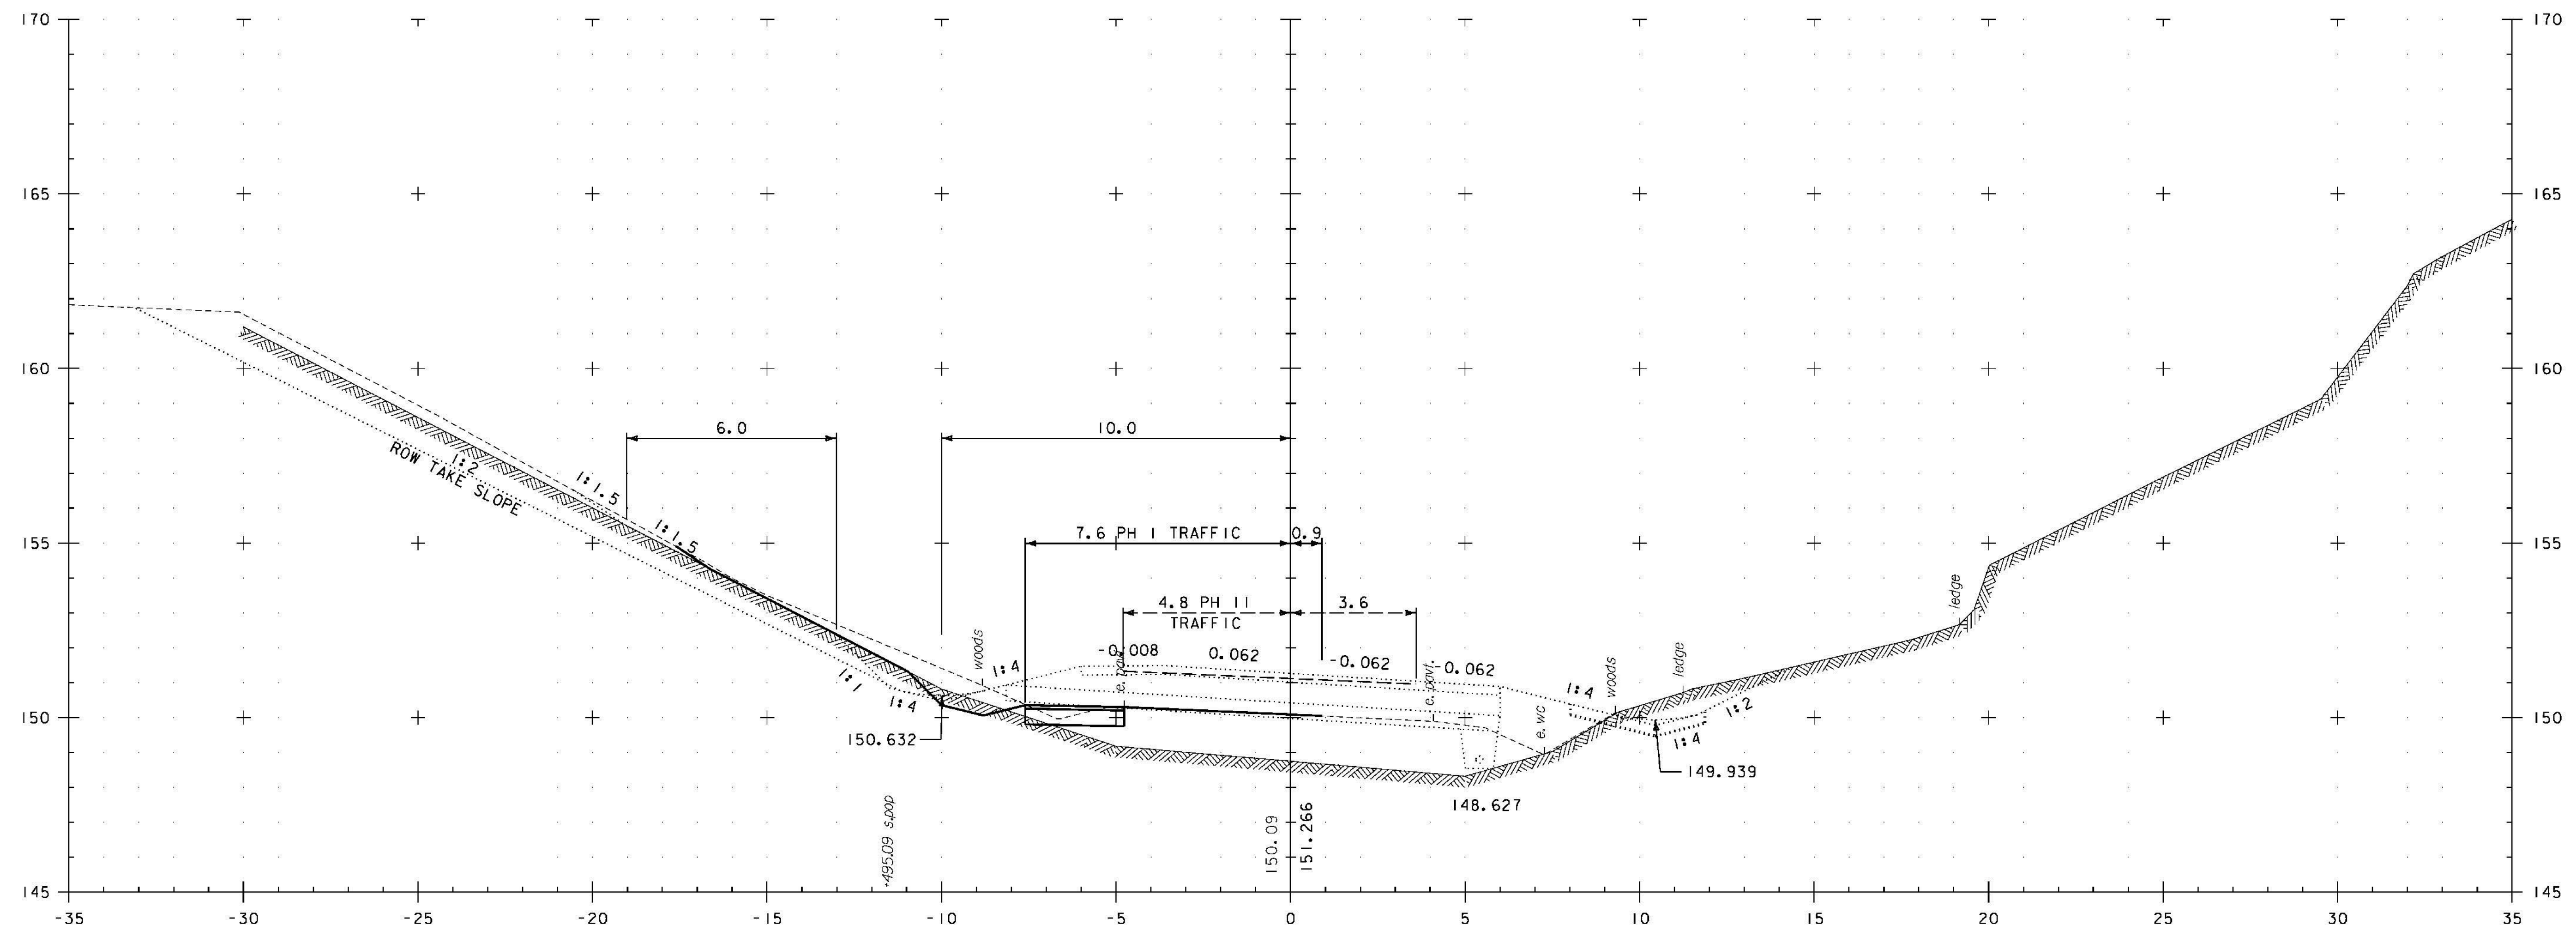 170 170
165 165
6.0 10.0
160 160
ROW TAKE SLOPE
1:2
1:1.5
1:1.5
7.6 PH I TRAFFIC 0.9
155 155
4.8 PH II 3.6
TRAFFIC
ledge
woods
-0.008 0.062 -0.062 -0.062
e. pav't.
e. pav't.
1:4
woods
ledge
1:1
1:4
1:4
1:2
150 150
150.632
e. wc
1:4
149.939
148.627
+495.09 s.pop
150.09
151.266
145 145
-35 -30 -25 -20 -15 -10 -5 0 5 10 15 20 25 30 35